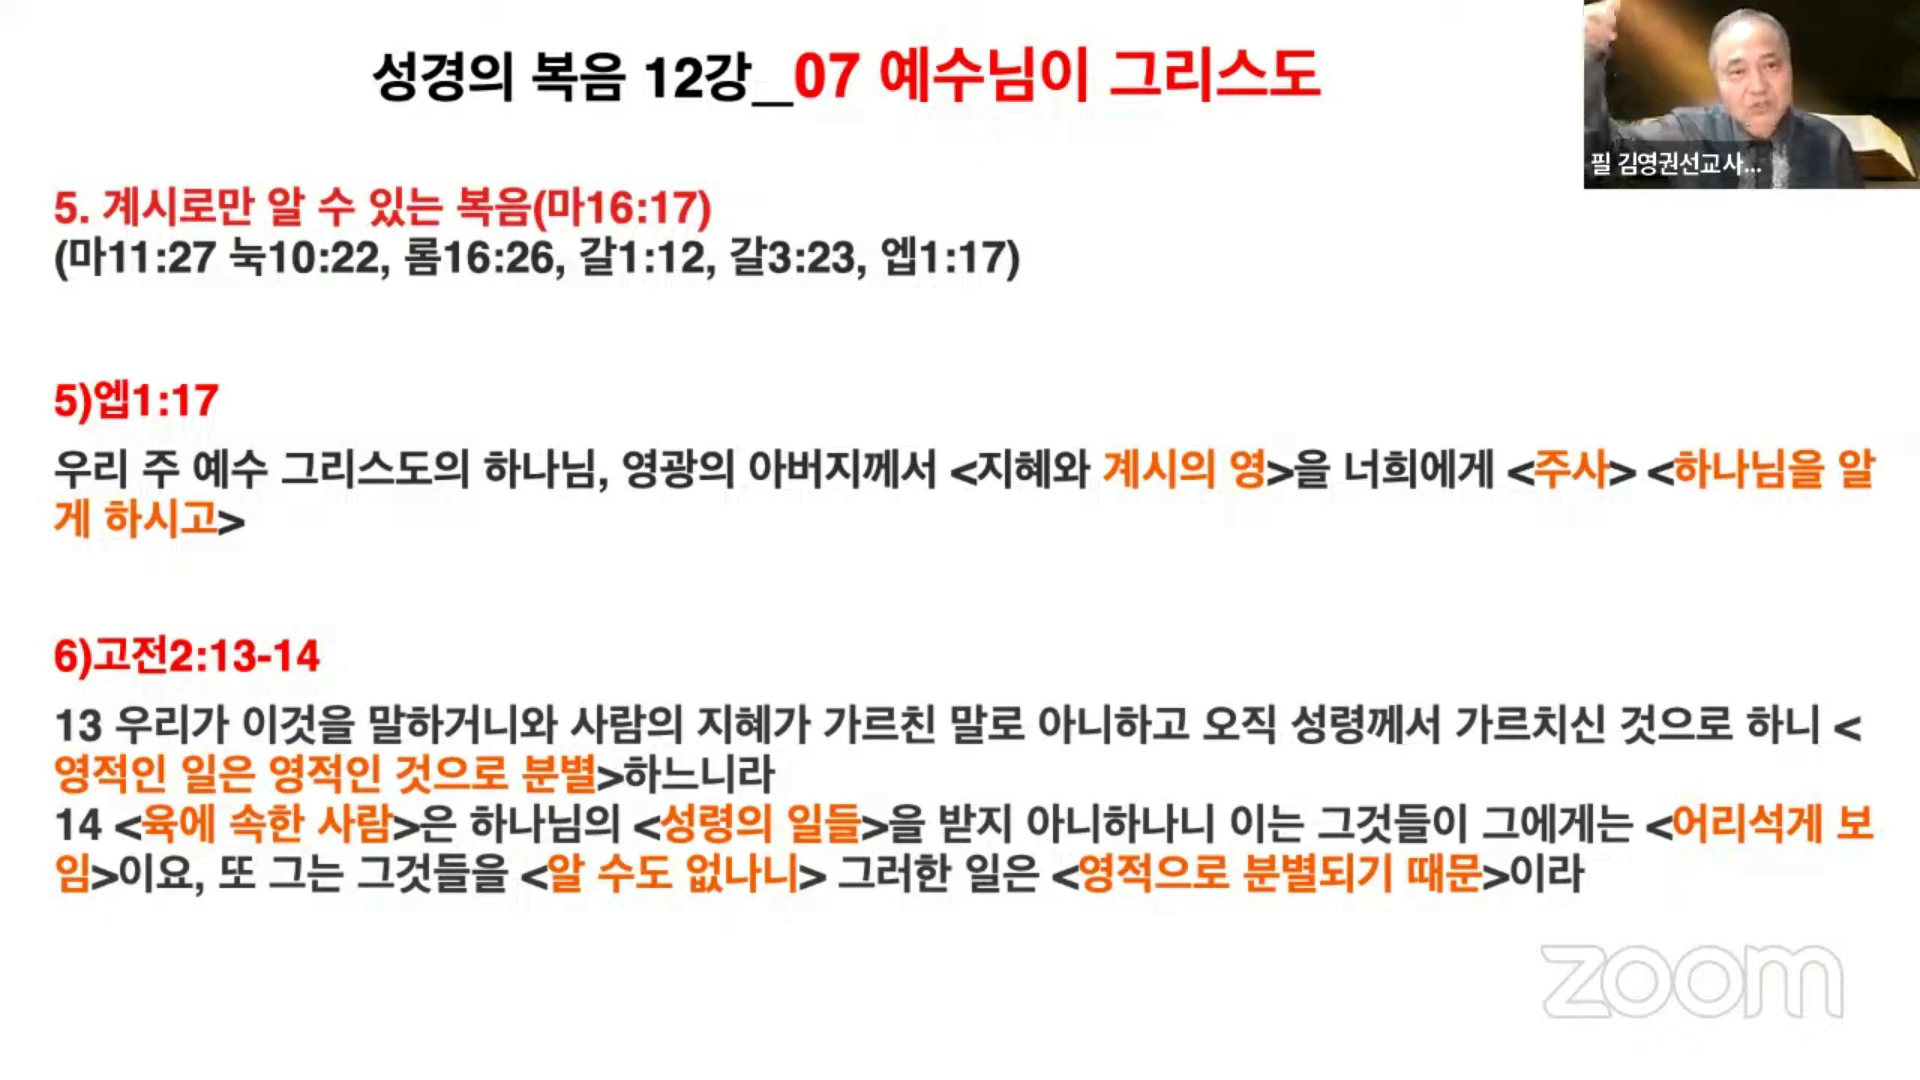 성경의 복음 12강_07 예수님이 그리스도
필 김영권선교사...
5. 계시로만 알 수 있는 복음(마16:17)
(마11:27 눅10:22, 롬16:26, 갈1:12, 갈3:23, 엡1:17)
5)엡1:17
우리 주 예수 그리스도의 하나님, 영광의 아버지께서 <지혜와 계시의 영>을 너희에게 <주사> <하나님을 알
게 하시고>
6)고전2:13-14
13 우리가 이것을 말하거니와 사람의 지혜가 가르친 말로 아니하고 오직 성령께서 가르치신 것으로 하니 <
영적인 일은 영적인 것으로 분별>하느니라
14 <육에 속한 사람>은 하나님의 <성령의 일들>을 받지 아니하나니 이는 그것들이 그에게는 <어리석게 보
임>이요, 또 그는 그것들을 <알 수도 없나니> 그러한 일은 <영적으로 분별되기 때문>이라
zoom